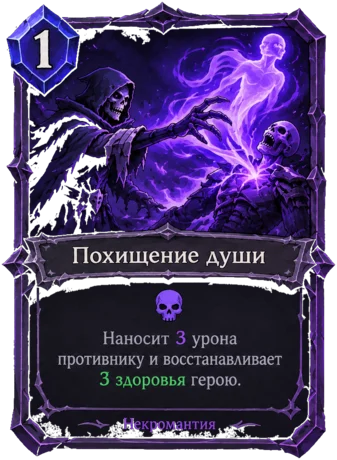 1
Похищение души
Наносит 3 урона
противнику и восстанавливает
3 здоровья герою.
Некромантия